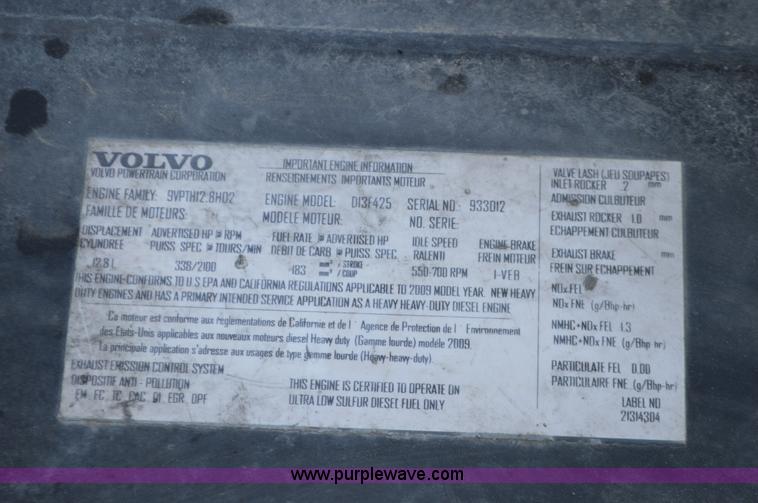 VOLVO
VOLVO POWERTRAIN CORPORATION
IMPORTANT ENGINE INFORMATION
RENSEIGNEMENTS IMPORTANTS MOTEUR
ENGINE FAMILY: 9VPTH12.8H02 ENGINE MODEL: D13F425 SERIAL NO: 933012
FAMILLE DE MOTEURS: MODELE MOTEUR: NO. SERIE:
DISPLACEMENT ADVERTISED HP @ RPM FUEL RATE @ ADVERTISED HP IDLE SPEED ENGINE BRAKE
CYLINDREE PUISS. SPEC @ TOURS/MIN DEBIT DE CARB @ PUISS. SPEC. RALENTI FREIN MOTEUR
12.8 L 338/2100 183 mm³/STROKE mm³/COUP 550-700 RPM I-VEB
THIS ENGINE CONFORMS TO U.S EPA AND CALIFORNIA REGULATIONS APPLICABLE TO 2009 MODEL YEAR. NEW HEAVY
DUTY ENGINES AND HAS A PRIMARY INTENDED SERVICE APPLICATION AS A HEAVY HEAVY-DUTY DIESEL ENGINE
Ce moteur est conforme aux réglementations de Californie et de l' Agence de Protection de l' Environnement
des États-Unis applicables aux nouveaux moteurs diesel Heavy duty (Gamme lourde) modèle 2009.
La principale application s'adresse aux usages de type gamme lourde (Heavy-heavy-duty).
EXHAUST EMISSION CONTROL SYSTEM
DISPOSITIF ANTI - POLLUTION
EM, FC, TC, CAC, DI, EGR, DPF
THIS ENGINE IS CERTIFIED TO OPERATE ON
ULTRA LOW SULFUR DIESEL FUEL ONLY
VALVE LASH (JEU SOUPAPES)
INLET ROCKER .2 mm
ADMISSION CULBUTEUR
EXHAUST ROCKER 1.0 mm
ECHAPPEMENT CULBUTEUR
EXHAUST BRAKE mm
FREIN SUR ECHAPPEMENT
NOx FEL
NOx FNE (g/Bhp-hr)
NMHC+NOx FEL 1.3
NMHC+NOx FNE (g/Bhp-hr)
PARTICULATE FEL 0.00
PARTICULAIRE FNE (g/Bhp-hr)
LABEL NO
21314304
www.purplewave.com